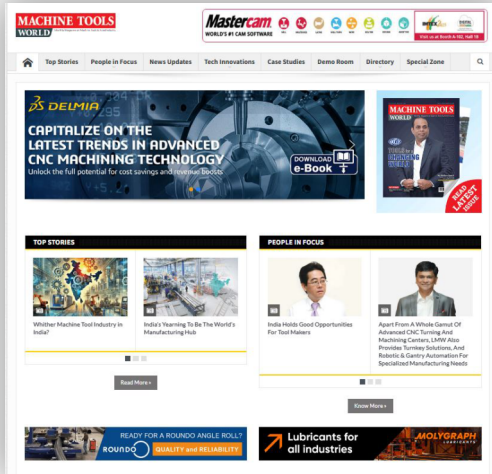 MACHINE TOOLS
WORLD
Mastercam
WORLD'S #1 CAM SOFTWARE
Visit us at Booth A-102, Hall 10
Top Stories People in Focus News Updates Tech Innovations Case Studies Demo Room Directory Special Zone
DELMIA
CAPITALIZE ON THE
LATEST TRENDS IN ADVANCED
CNC MACHINING TECHNOLOGY
Unlock the full potential for cost savings and revenue boosts
DOWNLOAD
e-Book
MACHINE TOOLS
WORLD
CHANGING
WORLD
READ
LATEST
ISSUE
TOP STORIES
Whither Machine Tool Industry in
India?
India's Yearning To Be The World's
Manufacturing Hub
Read More »
PEOPLE IN FOCUS
India Holds Good Opportunities
For Tool Makers
Apart From A Whole Gamut Of
Advanced CNC Turning And
Machining Centers, LMW Also
Provides Turnkey Solutions, And
Robotic & Gantry Automation For
Specialized Manufacturing Needs
Know More »
READY FOR A ROUNDO ANGLE ROLL?
ROUNDO QUALITY and RELIABILITY
Lubricants for
all industries
MOLYGRAPH
LUBRICANTS